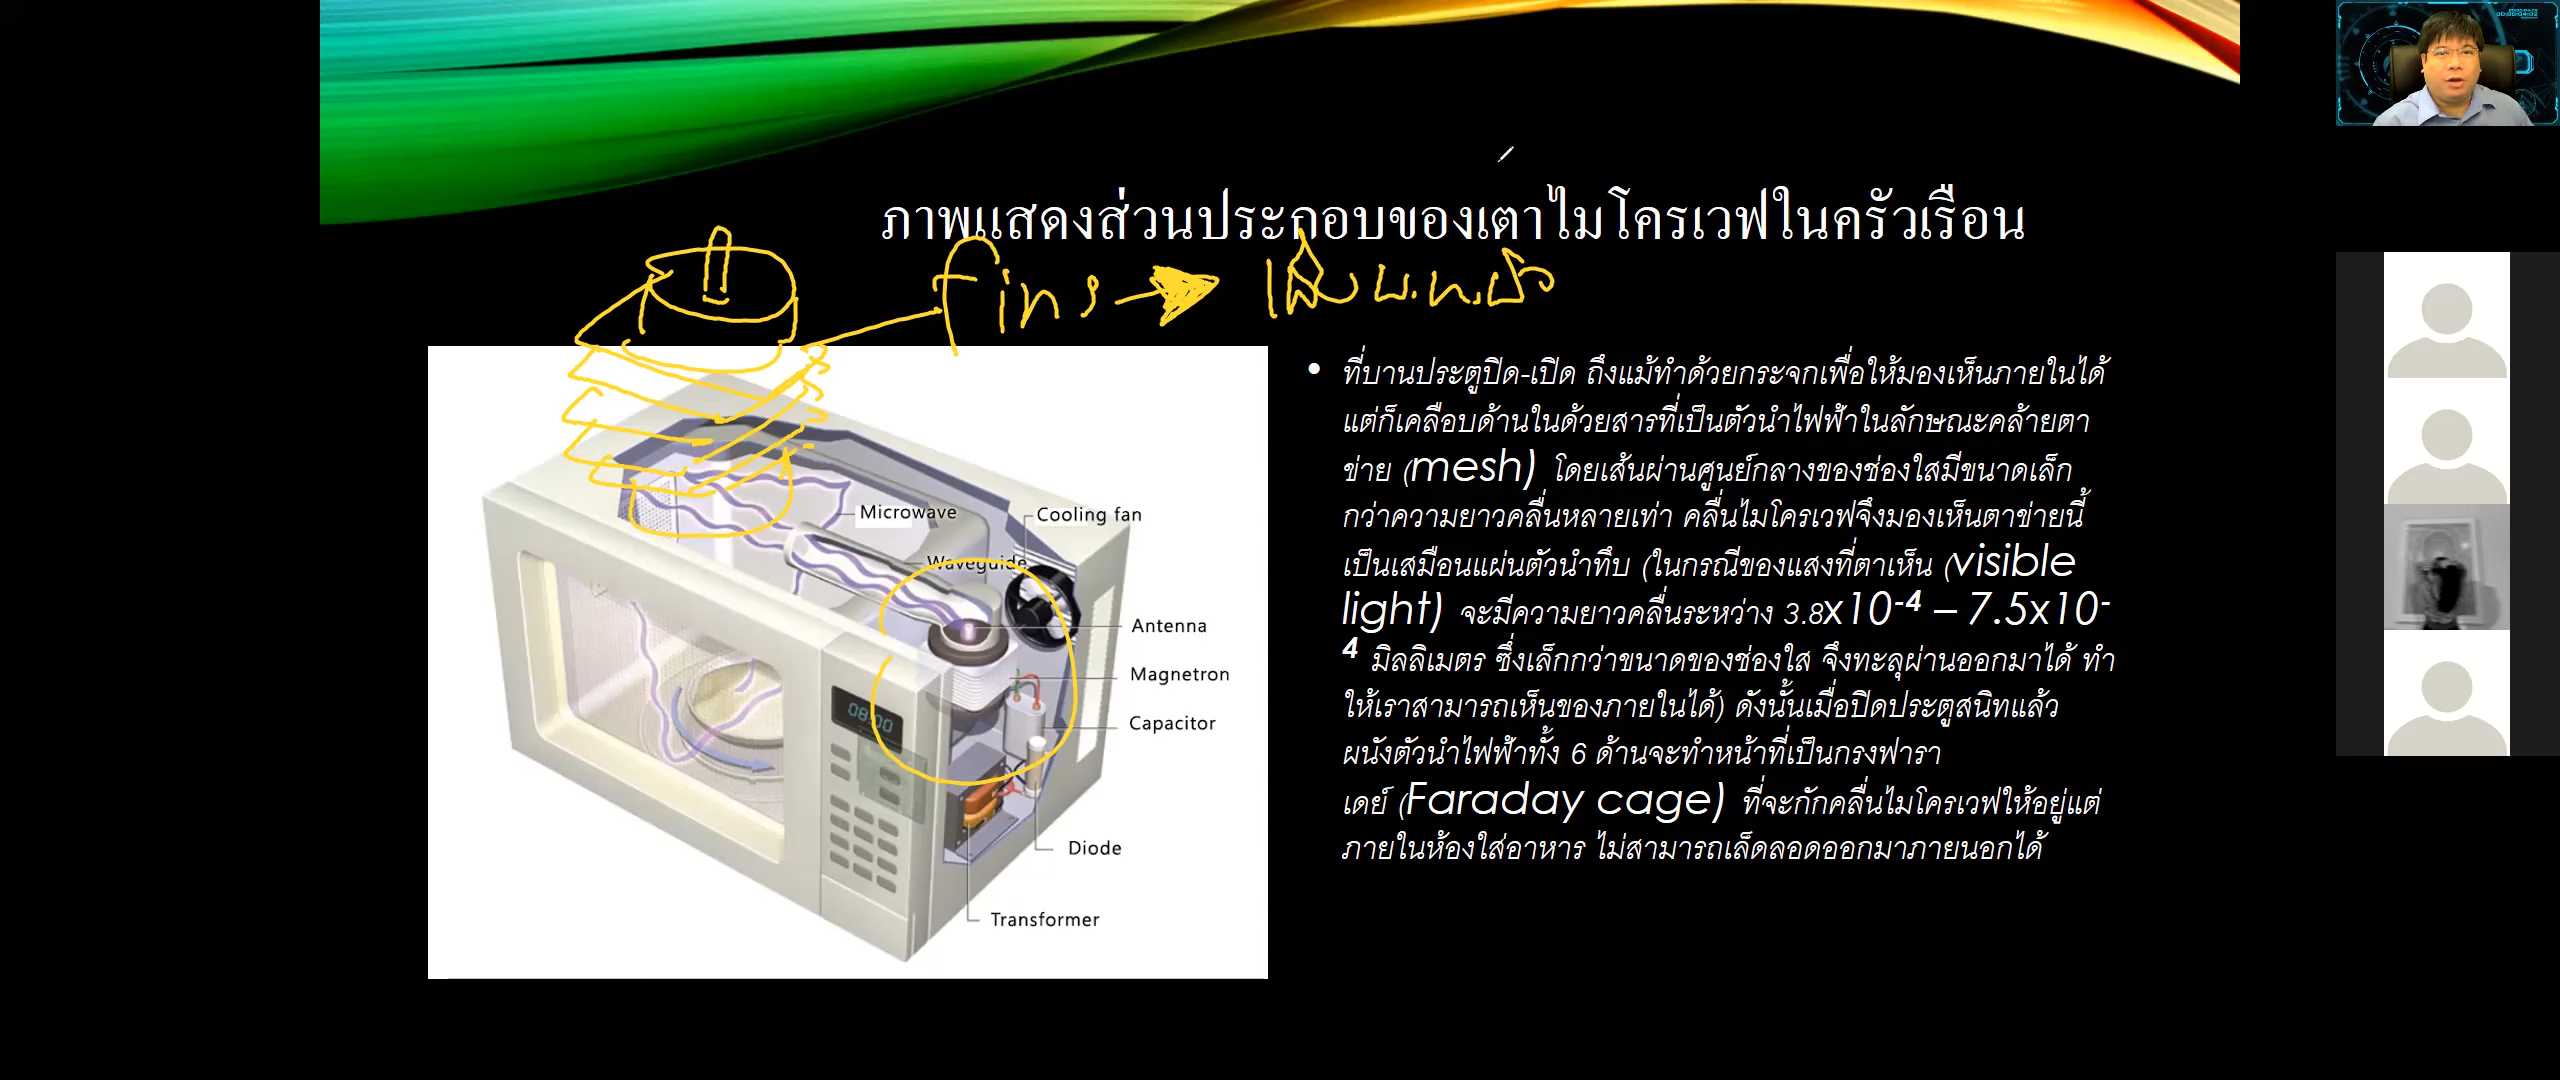 ภาพแสดงส่วนประกอบของเตาไมโครเวฟในครัวเรือน
fins
• ที่บานประตูปิด-เปิด ถึงแม้ทำด้วยกระจกเพื่อให้มองเห็นภายในได้
แต่ก็เคลือบด้านในด้วยสารที่เป็นตัวนำไฟฟ้าในลักษณะคล้ายตา
ข่าย (mesh) โดยเส้นผ่านศูนย์กลางของช่องใสมีขนาดเล็ก
กว่าความยาวคลื่นหลายเท่า คลื่นไมโครเวฟจึงมองเห็นตาข่ายนี้
เป็นเสมือนแผ่นตัวนำทึบ (ในกรณีของแสงที่ตาเห็น (visible
light) จะมีความยาวคลื่นระหว่าง 3.8x10-4 – 7.5x10-
4 มิลลิเมตร ซึ่งเล็กกว่าขนาดของช่องใส จึงทะลุผ่านออกมาได้ ทำ
ให้เราสามารถเห็นของภายในได้) ดังนั้นเมื่อปิดประตูสนิทแล้ว
ผนังตัวนำไฟฟ้าทั้ง 6 ด้านจะทำหน้าที่เป็นกรงฟารา
เดย์ (Faraday cage) ที่จะกักคลื่นไมโครเวฟให้อยู่แต่
ภายในห้องใส่อาหาร ไม่สามารถเล็ดลอดออกมาภายนอกได้
Microwave
Cooling fan
Waveguide
Antenna
Magnetron
Capacitor
08:00
Diode
Transformer